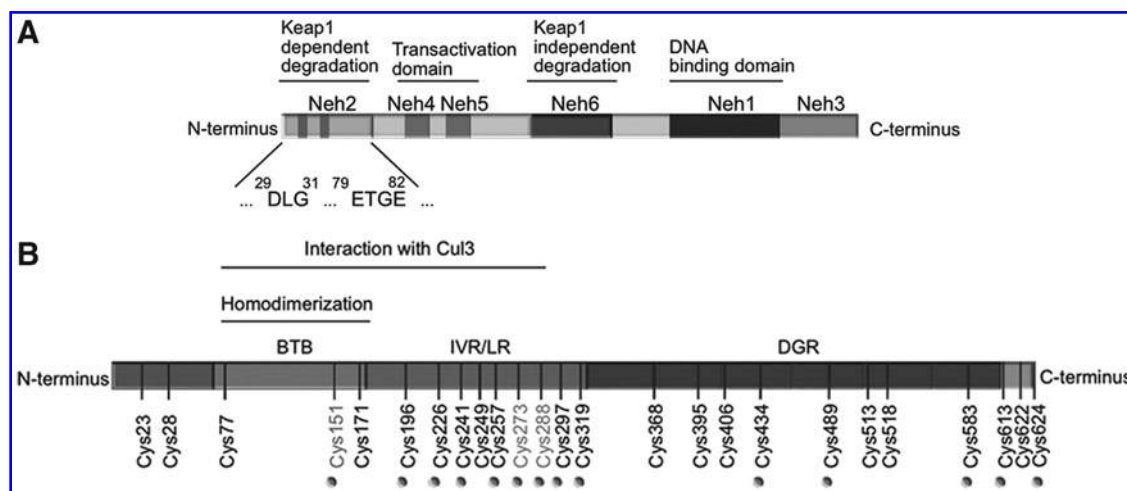 A
Keap1
dependent
degradation
Transactivation
domain
Keap1
independent
degradation
DNA
binding domain
Neh2
Neh4 Neh5
Neh6
Neh1
Neh3
N-terminus
C-terminus
29 31 79 82
... DLG ... ETGE ...
B
Interaction with Cul3
Homodimerization
BTB
IVR/LR
DGR
N-terminus
C-terminus
Cys23
Cys28
Cys77
Cys151
Cys171
Cys196
Cys226
Cys241
Cys249
Cys257
Cys273
Cys288
Cys297
Cys319
Cys368
Cys395
Cys406
Cys434
Cys489
Cys513
Cys518
Cys583
Cys613
Cys622
Cys624